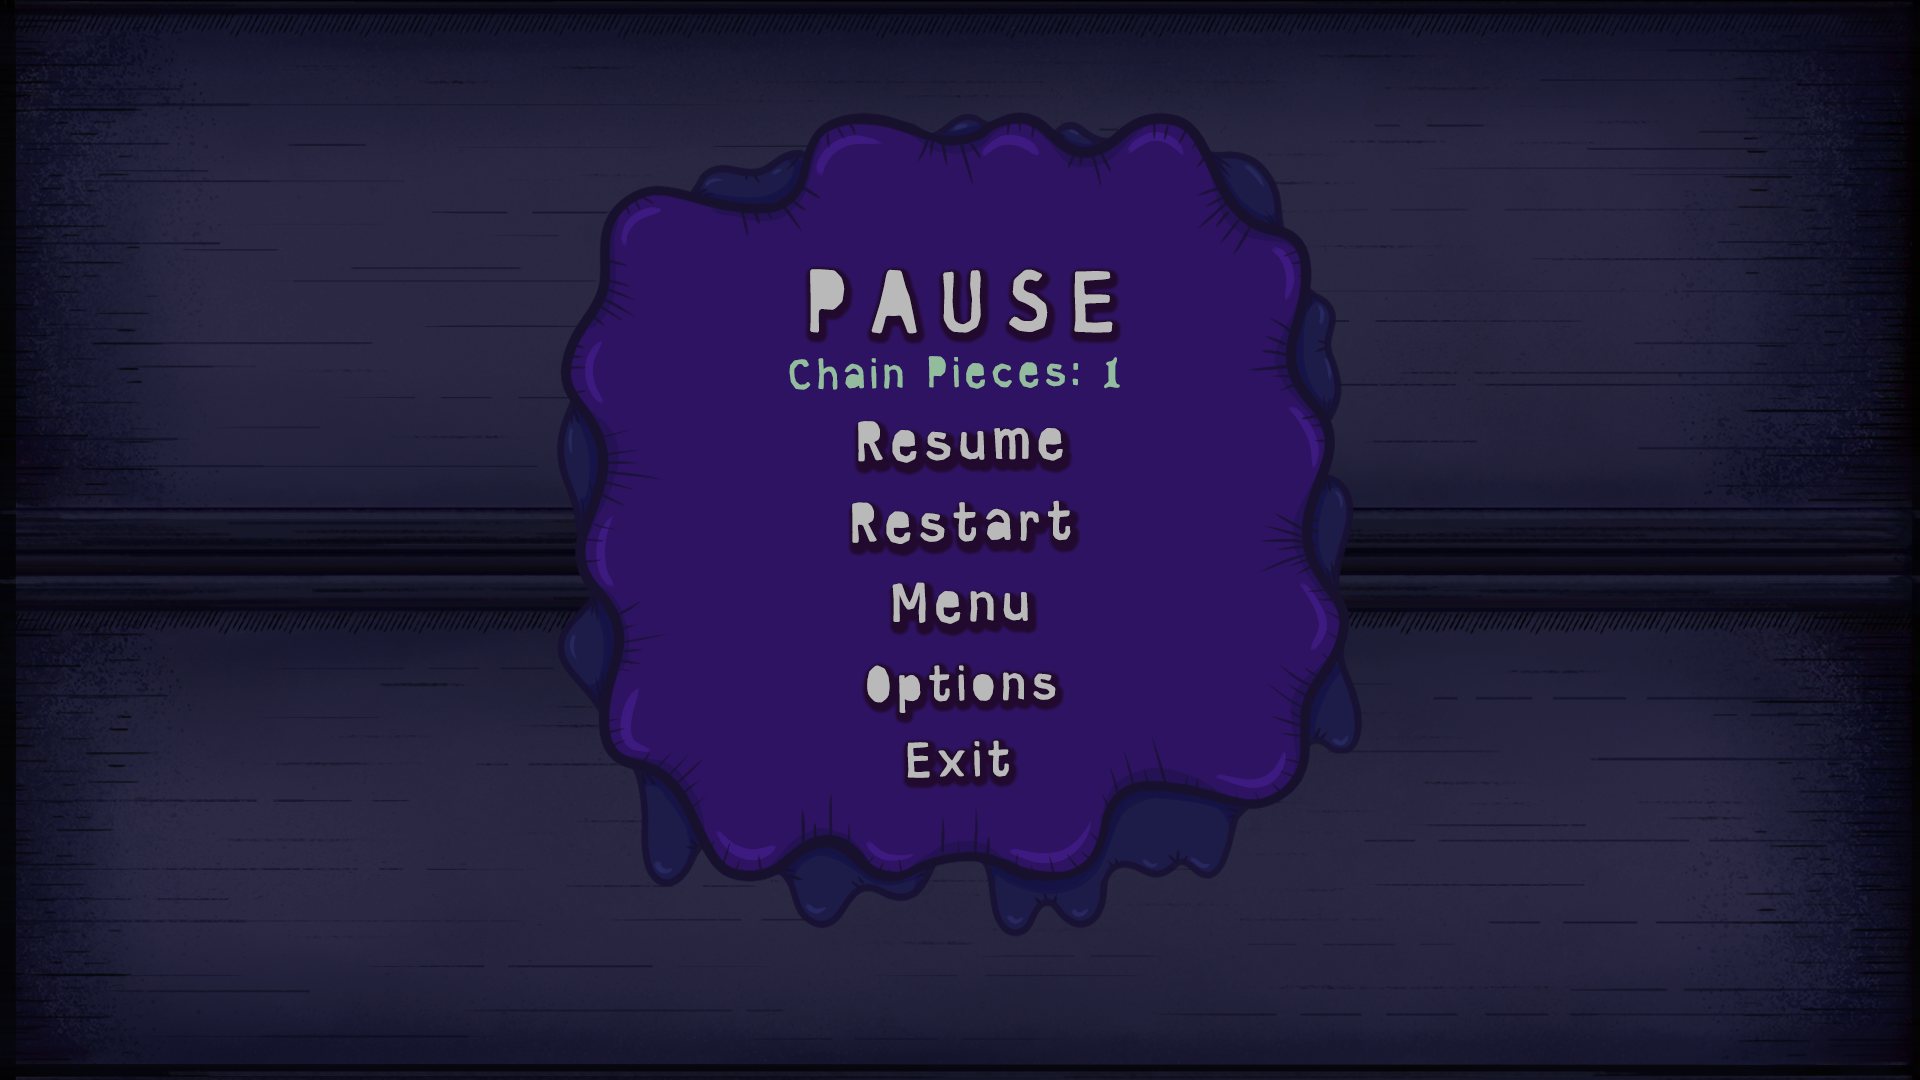 PAUSE
Chain Pieces: 1
Resume
Restart
Menu
Options
Exit